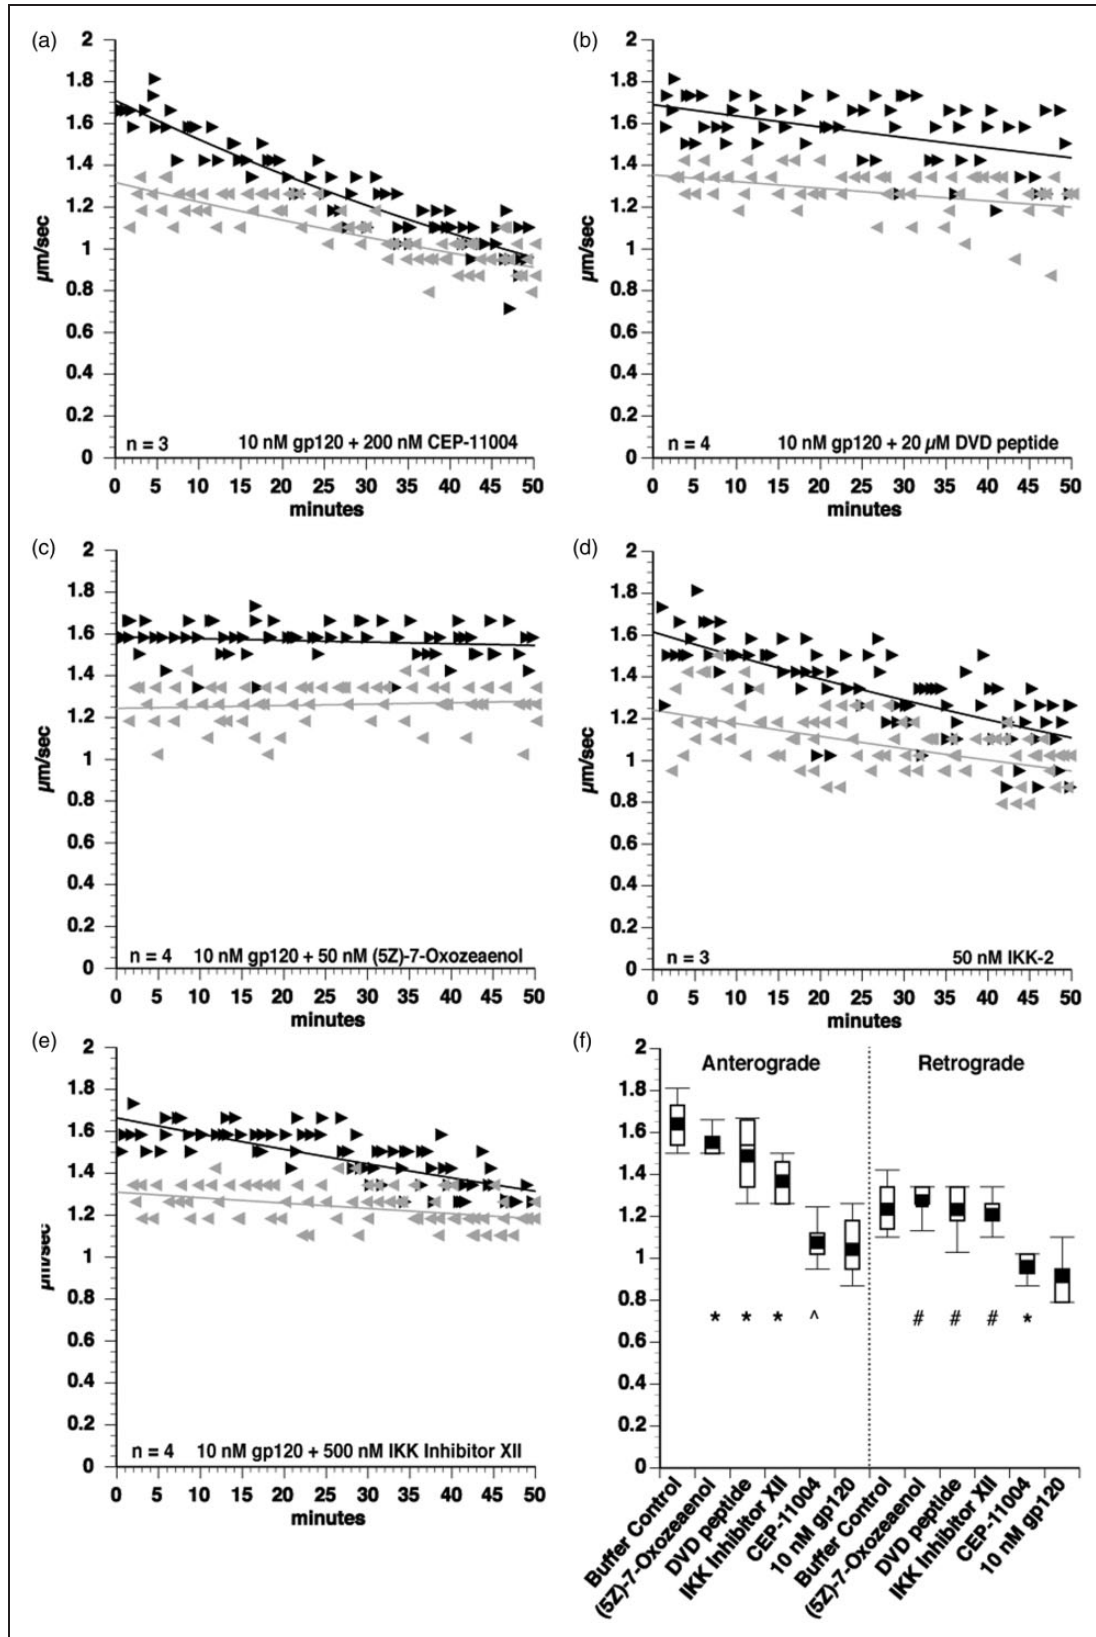 (a)
2
1.8
1.6
1.4
1.2
1
0.8
0.6
0.4
0.2
0
µm/sec
n = 3 10 nM gp120 + 200 nM CEP-11004
0 5 10 15 20 25 30 35 40 45 50
minutes
(b)
2
1.8
1.6
1.4
1.2
1
0.8
0.6
0.4
0.2
0
µm/sec
n = 4 10 nM gp120 + 20 µM DVD peptide
0 5 10 15 20 25 30 35 40 45 50
minutes
(c)
2
1.8
1.6
1.4
1.2
1
0.8
0.6
0.4
0.2
0
µm/sec
n = 4 10 nM gp120 + 50 nM (5Z)-7-Oxozeaenol
0 5 10 15 20 25 30 35 40 45 50
minutes
(d)
2
1.8
1.6
1.4
1.2
1
0.8
0.6
0.4
0.2
0
µm/sec
n = 3 50 nM IKK-2
0 5 10 15 20 25 30 35 40 45 50
minutes
(e)
2
1.8
1.6
1.4
1.2
1
0.8
0.6
0.4
0.2
0
µm/sec
n = 4 10 nM gp120 + 500 nM IKK Inhibitor XII
0 5 10 15 20 25 30 35 40 45 50
minutes
(f)
2
1.8
1.6
1.4
1.2
1
0.8
0.6
0.4
0.2
0
Anterograde Retrograde
* * * ^ # # # *
Buffer Control
(5Z)-7-Oxozeaenol
DVD peptide
IKK Inhibitor XII
CEP-11004
10 nM gp120
Buffer Control
(5Z)-7-Oxozeaenol
DVD peptide
IKK Inhibitor XII
CEP-11004
10 nM gp120